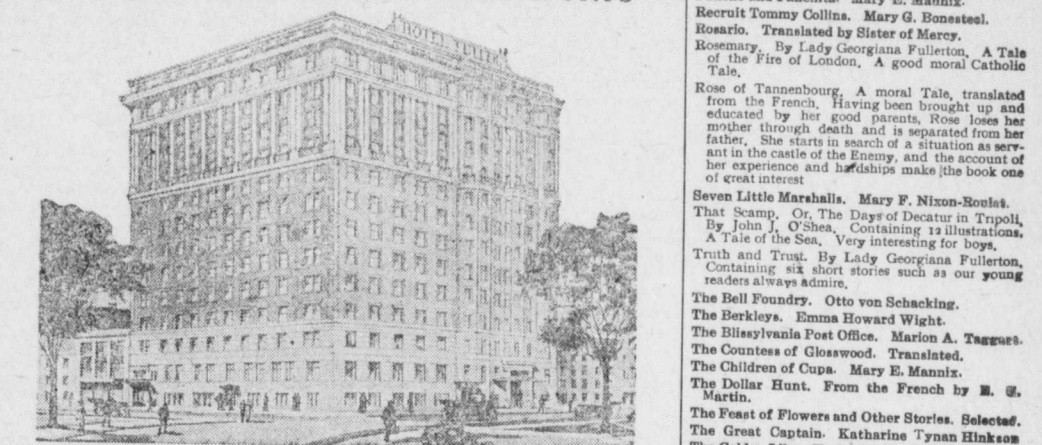 HOTEL
Recruit Tommy Collins. Mary G. Bonesteel.
Rosario. Translated by Sister of Mercy.
Rosemary. By Lady Georgiana Fullerton. A Tale
of the Fire of London. A good moral Catholic
Tale.
Rose of Tannenbourg. A moral Tale, translated
from the French. Having been brought up and
educated by her good parents, Rose loses her
mother through death and is separated from her
father. She starts in search of a situation as serv-
ant in the castle of the Enemy, and the account of
her experience and hardships make the book one
of great interest
Seven Little Marshalls. Mary F. Nixon-Roulet.
That Scamp. Or, The Days of Decatur in Tripoli.
By John J. O'Shea. Containing 12 illustrations.
A Tale of the Sea. Very interesting for boys.
Truth and Trust. By Lady Georgiana Fullerton.
Containing six short stories such as our young
readers always admire.
The Bell Foundry. Otto von Schacking.
The Berkleys. Emma Howard Wight.
The Blissylvania Post Office. Marion A. Taggart.
The Countess of Glosswood. Translated.
The Children of Cupa. Mary E. Mannix.
The Dollar Hunt. From the French by
Martin.
The Feast of Flowers and Other Stories. Selected.
The Great Captain. Katharine Tynan Hinkson